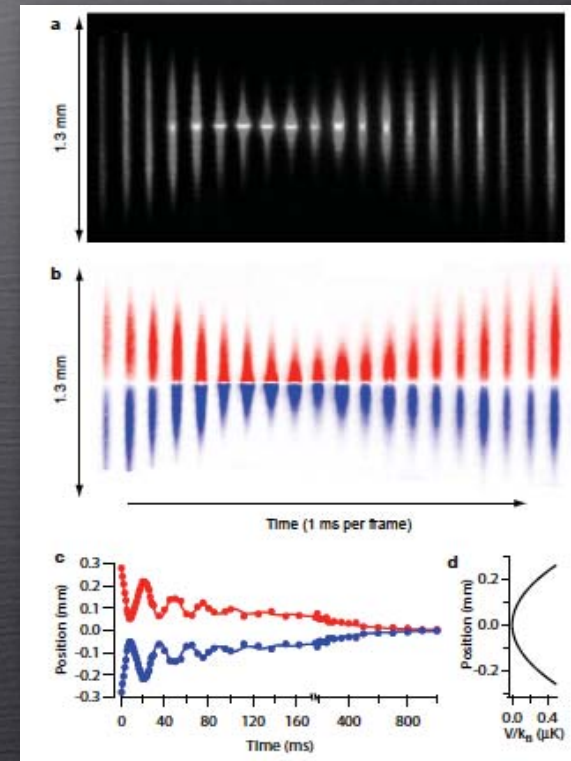 a
1.3 mm
b
1.3 mm
Time (1 ms per frame)
c
d
0.3
0.2
0.1
0.0
-0.1
-0.2
-0.3
Position (mm)
0
40
80
120
160
400
800
Time (ms)
0.2
0.0
-0.2
Position (mm)
0.0
0.4
V/kB (μK)